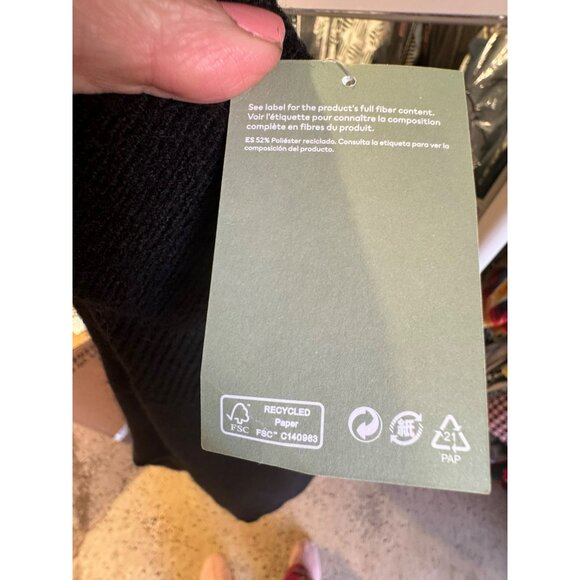 See label for the product's full fiber content.
Voir l'étiquette pour connaître la composition
complète en fibres du produit.
ES 52% Poliéster reciclado. Consulta la etiqueta para ver la
composición del producto.
FSC
RECYCLED
Paper
FSC™ C140983
紙
21
PAP